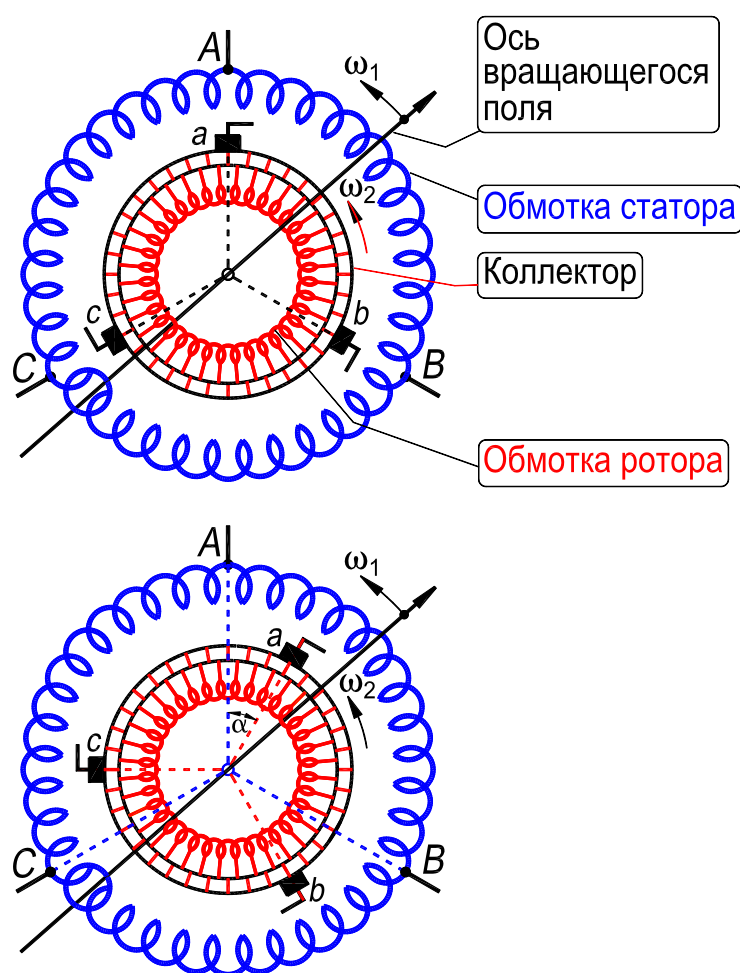 A
ω1
Ось
вращающегося
поля
a
ω2
Обмотка статора
Коллектор
c
b
C
B
Обмотка ротора
A
ω1
a
ω2
α
c
C
B
b